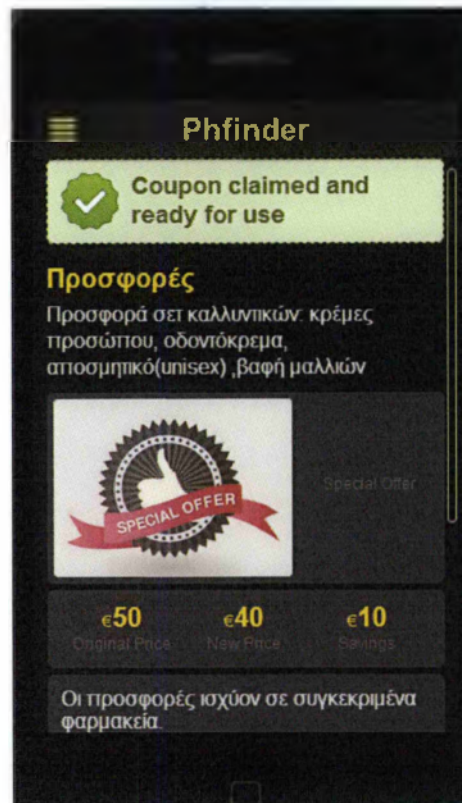 Phfinder
Coupon claimed and
ready for use
Προσφορές
Προσφορά σετ καλλυντικών: κρέμες
προσώπου, οδοντόκρεμα,
αποσμητικό(unisex) ,βαφή μαλλιών
SPECIAL OFFER
Special Offer
€50 €40 €10
Original Price New Price Savings
Οι προσφορές ισχύον σε συγκεκριμένα
φαρμακεία.